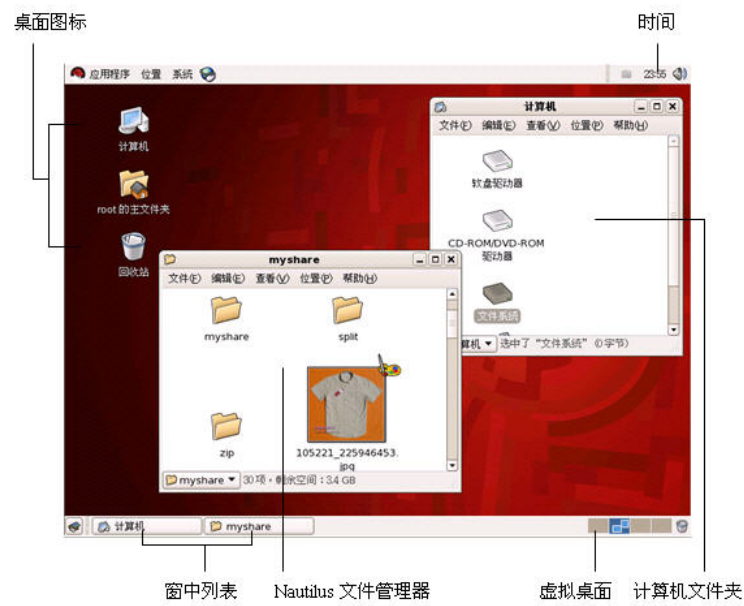 桌面图标
时间
应用程序 位置 系统
23:55
计算机
计算机
文件(F) 编辑(E) 查看(V) 位置(P) 帮助(H)
软盘驱动器
root 的主文件夹
CD-ROM/DVD-ROM
驱动器
回收站
文件系统
算机 选中了“文件系统” (0 字节)
myshare
文件(F) 编辑(E) 查看(V) 位置(P) 帮助(H)
myshare
split
zip
105221_225946453.
jpg
myshare 30 项，剩余空间：3.4 GB
计算机
myshare
窗中列表
Nautilus 文件管理器
虚拟桌面
计算机文件夹